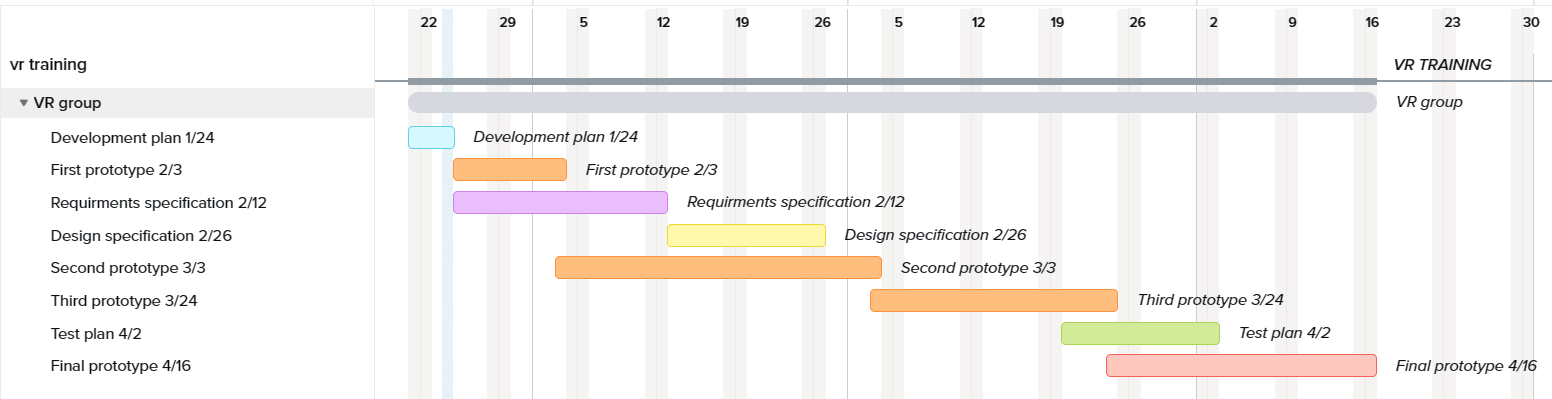 22 29 5 12 19 26 5 12 19 26 2 9 16 23 30
vr training VR TRAINING
VR group VR group
Development plan 1/24 Development plan 1/24
First prototype 2/3 First prototype 2/3
Requirments specification 2/12 Requirments specification 2/12
Design specification 2/26 Design specification 2/26
Second prototype 3/3 Second prototype 3/3
Third prototype 3/24 Third prototype 3/24
Test plan 4/2 Test plan 4/2
Final prototype 4/16 Final prototype 4/16